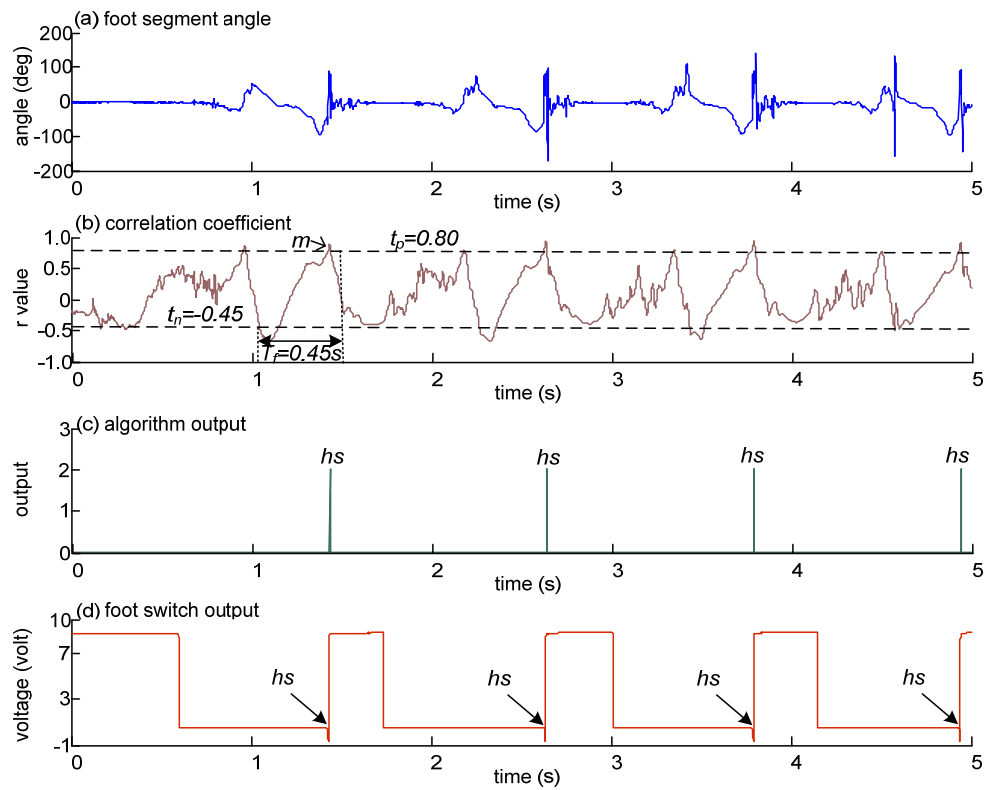 (a) foot segment angle
angle (deg)
200
100
0
-100
-200
0 1 2 3 4 5
time (s)
(b) correlation coefficient
r value
1.0
0.5
0
-0.5
-1.0
m
tp=0.80
tn=-0.45
Tf=0.45s
0 1 2 3 4 5
time (s)
(c) algorithm output
output
3
2
1
0
hs hs hs hs
0 1 2 3 4 5
time (s)
(d) foot switch output
voltage (volt)
10
7
3
-1
hs hs hs hs
0 1 2 3 4 5
time (s)